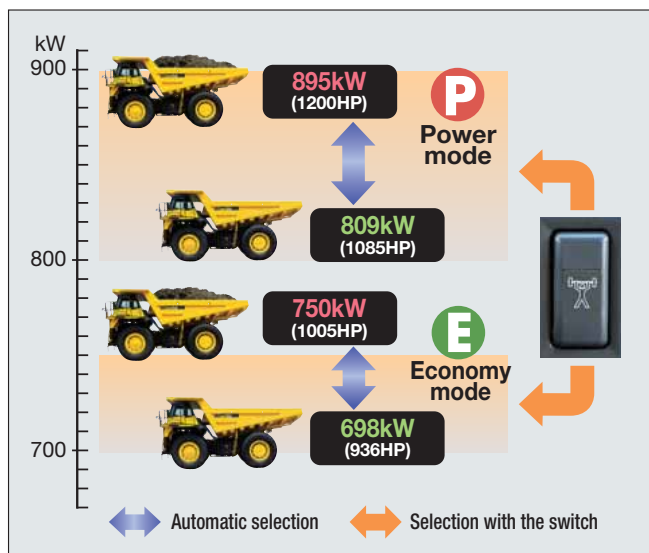 kW
900
895kW
(1200HP)
P
Power
mode
809kW
(1085HP)
800
750kW
(1005HP)
E
Economy
mode
698kW
(936HP)
700
Automatic selection
Selection with the switch